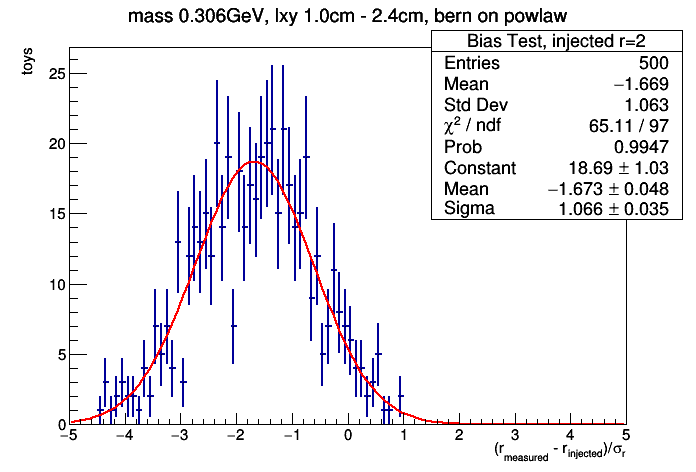 mass 0.306GeV, lxy 1.0cm - 2.4cm, bern on powlaw
Bias Test, injected r=2
Entries 500
Mean −1.669
Std Dev 1.063
χ² / ndf 65.11 / 97
Prob 0.9947
Constant 18.69 ± 1.03
Mean −1.673 ± 0.048
Sigma 1.066 ± 0.035
toys
25
20
15
10
5
0
−5 −4 −3 −2 −1 0 1 2 3 4 5
(r_measured - r_injected)/σ_r